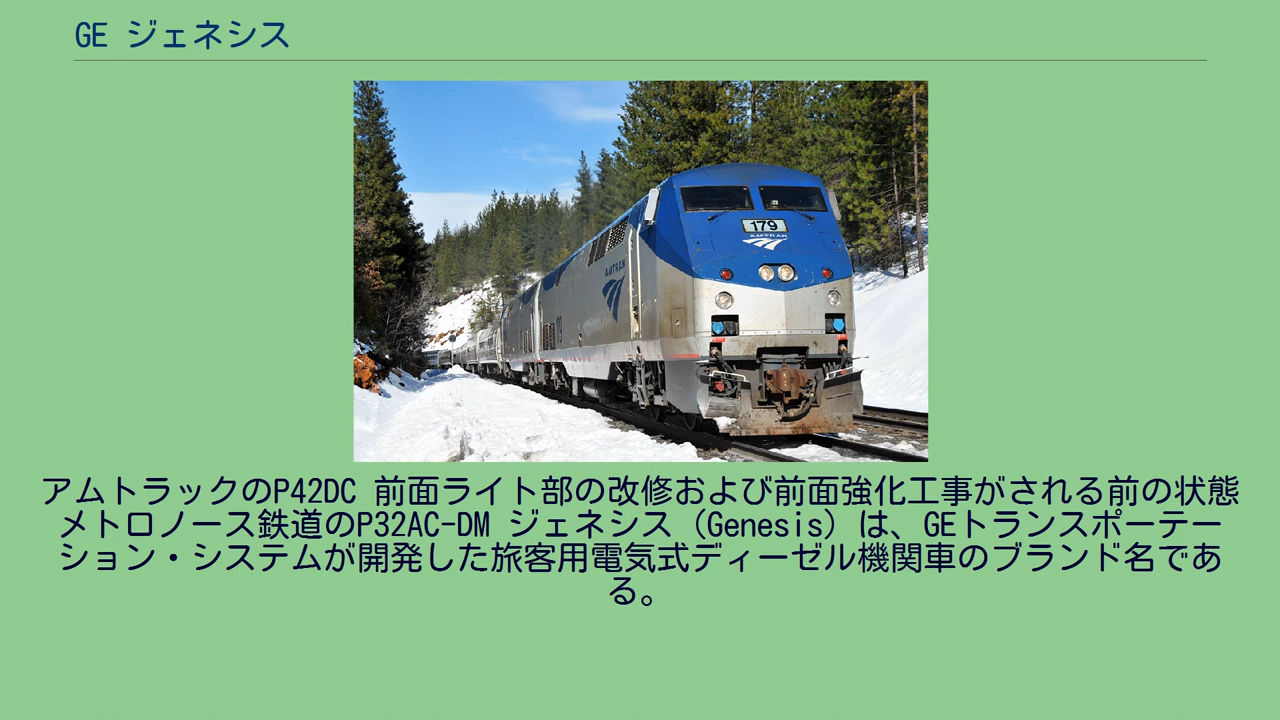 GE ジェネシス
179
AMTRAK
AMTRAK
アムトラックのP42DC 前面ライト部の改修および前面強化工事がされる前の状態
メトロノース鉄道のP32AC-DM ジェネシス（Genesis）は、GEトランスポーテー
ション・システムが開発した旅客用電気式ディーゼル機関車のブランド名であ
る。